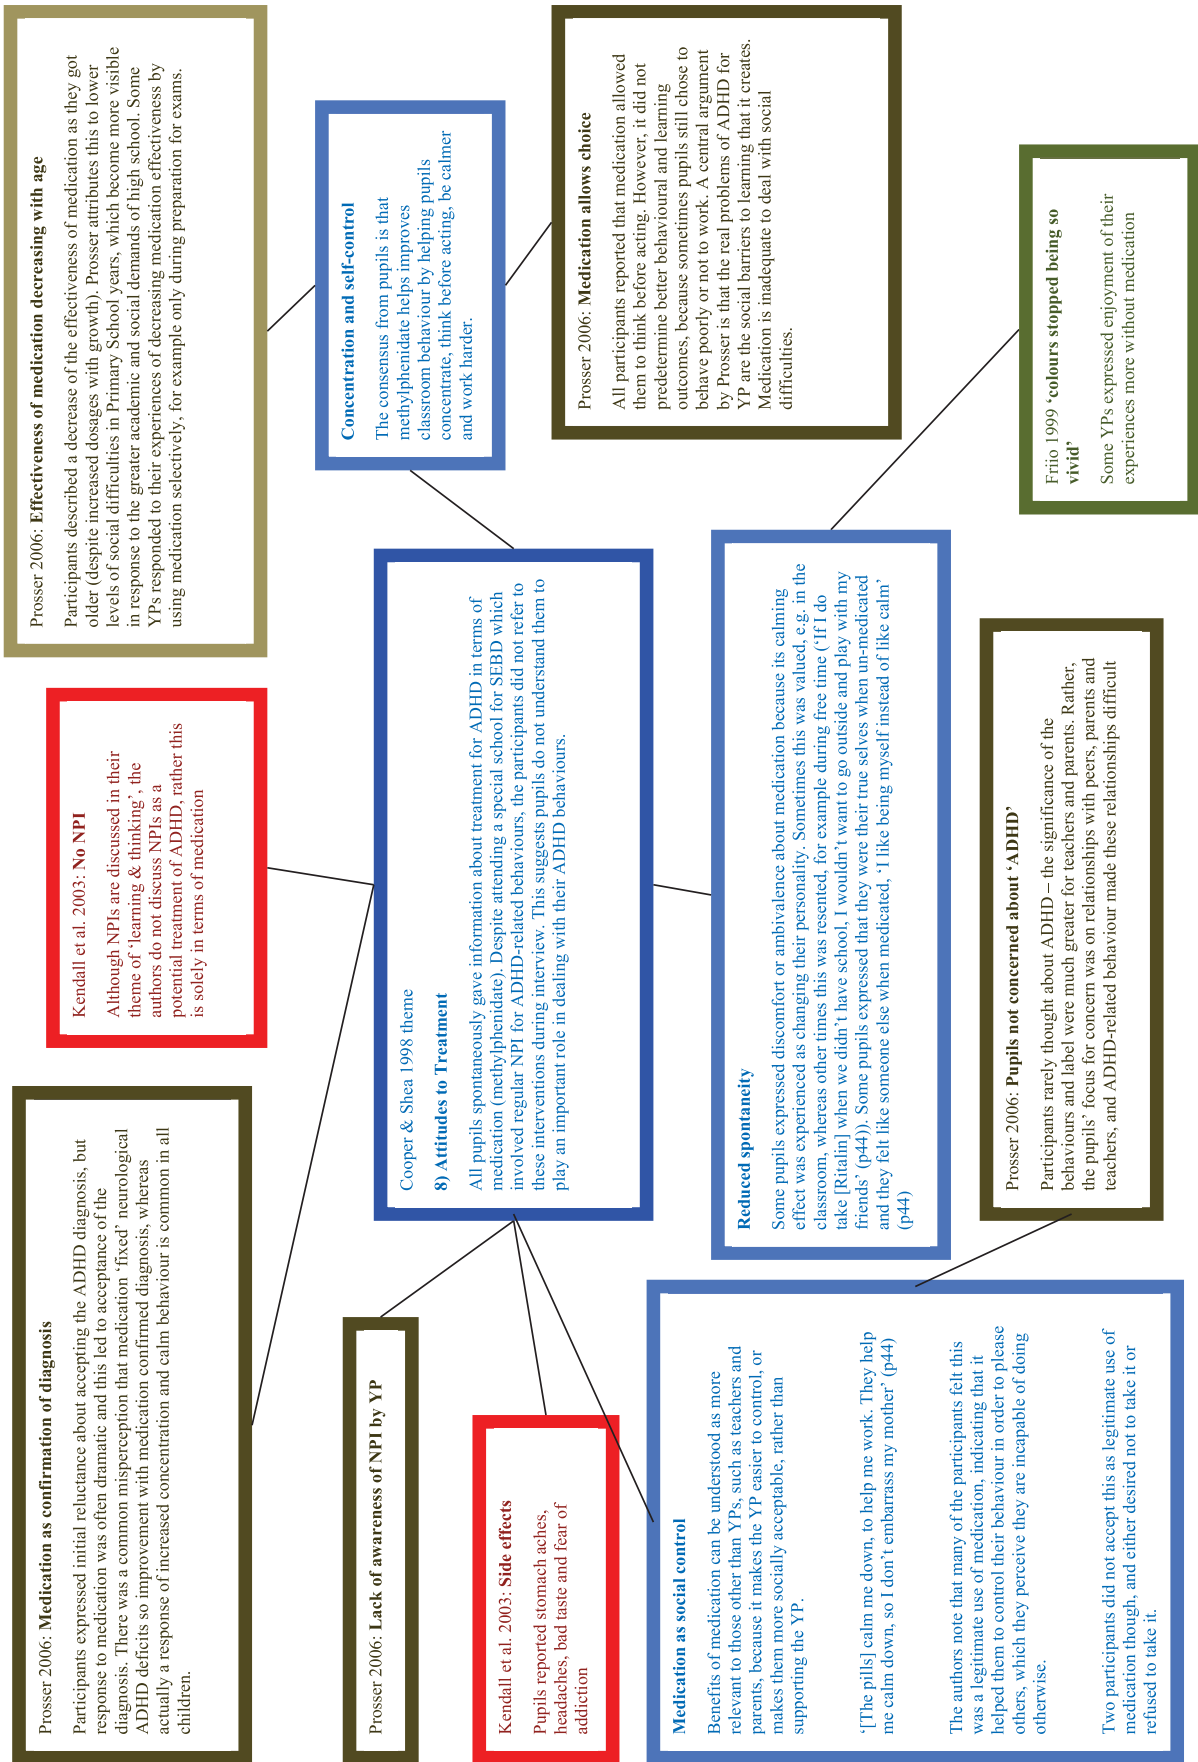 Prosser 2006: Medication as confirmation of diagnosis
Participants expressed initial reluctance about accepting the ADHD diagnosis, but
response to medication was often dramatic and this led to acceptance of the
diagnosis. There was a common misperception that medication ‘fixed’ neurological
ADHD deficits so improvement with medication confirmed diagnosis, whereas
actually a response of increased concentration and calm behaviour is common in all
children.
Kendall et al. 2003: No NPI
Although NPIs are discussed in their
theme of ‘learning & thinking’, the
authors do not discuss NPIs as a
potential treatment of ADHD, rather this
is solely in terms of medication
Prosser 2006: Effectiveness of medication decreasing with age
Participants described a decrease of the effectiveness of medication as they got
older (despite increased dosages with growth). Prosser attributes this to lower
levels of social difficulties in Primary School years, which become more visible
in response to the greater academic and social demands of high school. Some
YPs responded to their experiences of decreasing medication effectiveness by
using medication selectively, for example only during preparation for exams.
Prosser 2006: Lack of awareness of NPI by YP
Cooper & Shea 1998 theme
8) Attitudes to Treatment
All pupils spontaneously gave information about treatment for ADHD in terms of
medication (methylphenidate). Despite attending a special school for SEBD which
involved regular NPI for ADHD-related behaviours, the participants did not refer to
these interventions during interview. This suggests pupils do not understand them to
play an important role in dealing with their ADHD behaviours.
Concentration and self-control
The consensus from pupils is that
methylphenidate helps improves
classroom behaviour by helping pupils
concentrate, think before acting, be calmer
and work harder.
Kendall et al. 2003: Side effects
Pupils reported stomach aches,
headaches, bad taste and fear of
addiction
Prosser 2006: Medication allows choice
All participants reported that medication allowed
them to think before acting. However, it did not
predetermine better behavioural and learning
outcomes, because sometimes pupils still chose to
behave poorly or not to work. A central argument
by Prosser is that the real problems of ADHD for
YP are the social barriers to learning that it creates.
Medication is inadequate to deal with social
difficulties.
Medication as social control
Benefits of medication can be understood as more
relevant to those other than YPs, such as teachers and
parents, because it makes the YP easier to control, or
makes them more socially acceptable, rather than
supporting the YP.
‘[The pills] calm me down, to help me work. They help
me calm down, so I don’t embarrass my mother’ (p44)
The authors note that many of the participants felt this
was a legitimate use of medication, indicating that it
helped them to control their behaviour in order to please
others, which they perceive they are incapable of doing
otherwise.
Two participants did not accept this as legitimate use of
medication though, and either desired not to take it or
refused to take it.
Reduced spontaneity
Some pupils expressed discomfort or ambivalence about medication because its calming
effect was experienced as changing their personality. Sometimes this was valued, e.g. in the
classroom, whereas other times this was resented, for example during free time (‘If I do
take [Ritalin] when we didn’t have school, I wouldn’t want to go outside and play with my
friends’ (p44)). Some pupils expressed that they were their true selves when un-medicated
and they felt like someone else when medicated, ‘I like being myself instead of like calm’
(p44)
Prosser 2006: Pupils not concerned about ‘ADHD’
Participants rarely thought about ADHD – the significance of the
behaviours and label were much greater for teachers and parents. Rather,
the pupils’ focus for concern was on relationships with peers, parents and
teachers, and ADHD-related behaviour made these relationships difficult
Friio 1999 ‘colours stopped being so
vivid’
Some YPs expressed enjoyment of their
experiences more without medication